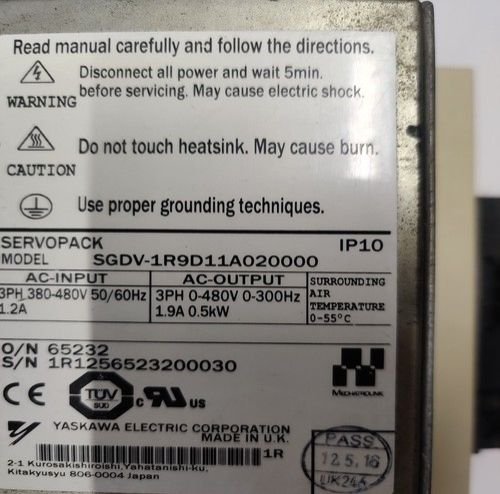 Read manual carefully and follow the directions.
WARNING
Disconnect all power and wait 5min.
before servicing. May cause electric shock.
CAUTION
Do not touch heatsink. May cause burn.
Use proper grounding techniques.
SERVOPACK IP10
MODEL SGDV-1R9D11A020000
AC-INPUT
3PH 380-480V 50/60Hz
1.2A
AC-OUTPUT
3PH 0-480V 0-300Hz
1.9A 0.5kW
SURROUNDING
AIR
TEMPERATURE
0-55°C
O/N 65232
S/N 1R1256523200030
MECHATROLINK
CE TÜV SÜD c UL US
YASKAWA ELECTRIC CORPORATION
MADE IN U.K.
1R
2-1 Kurosakishiroishi, Yahatanishi-ku,
Kitakyusyu 806-0004 Japan
PASS
12.5.16